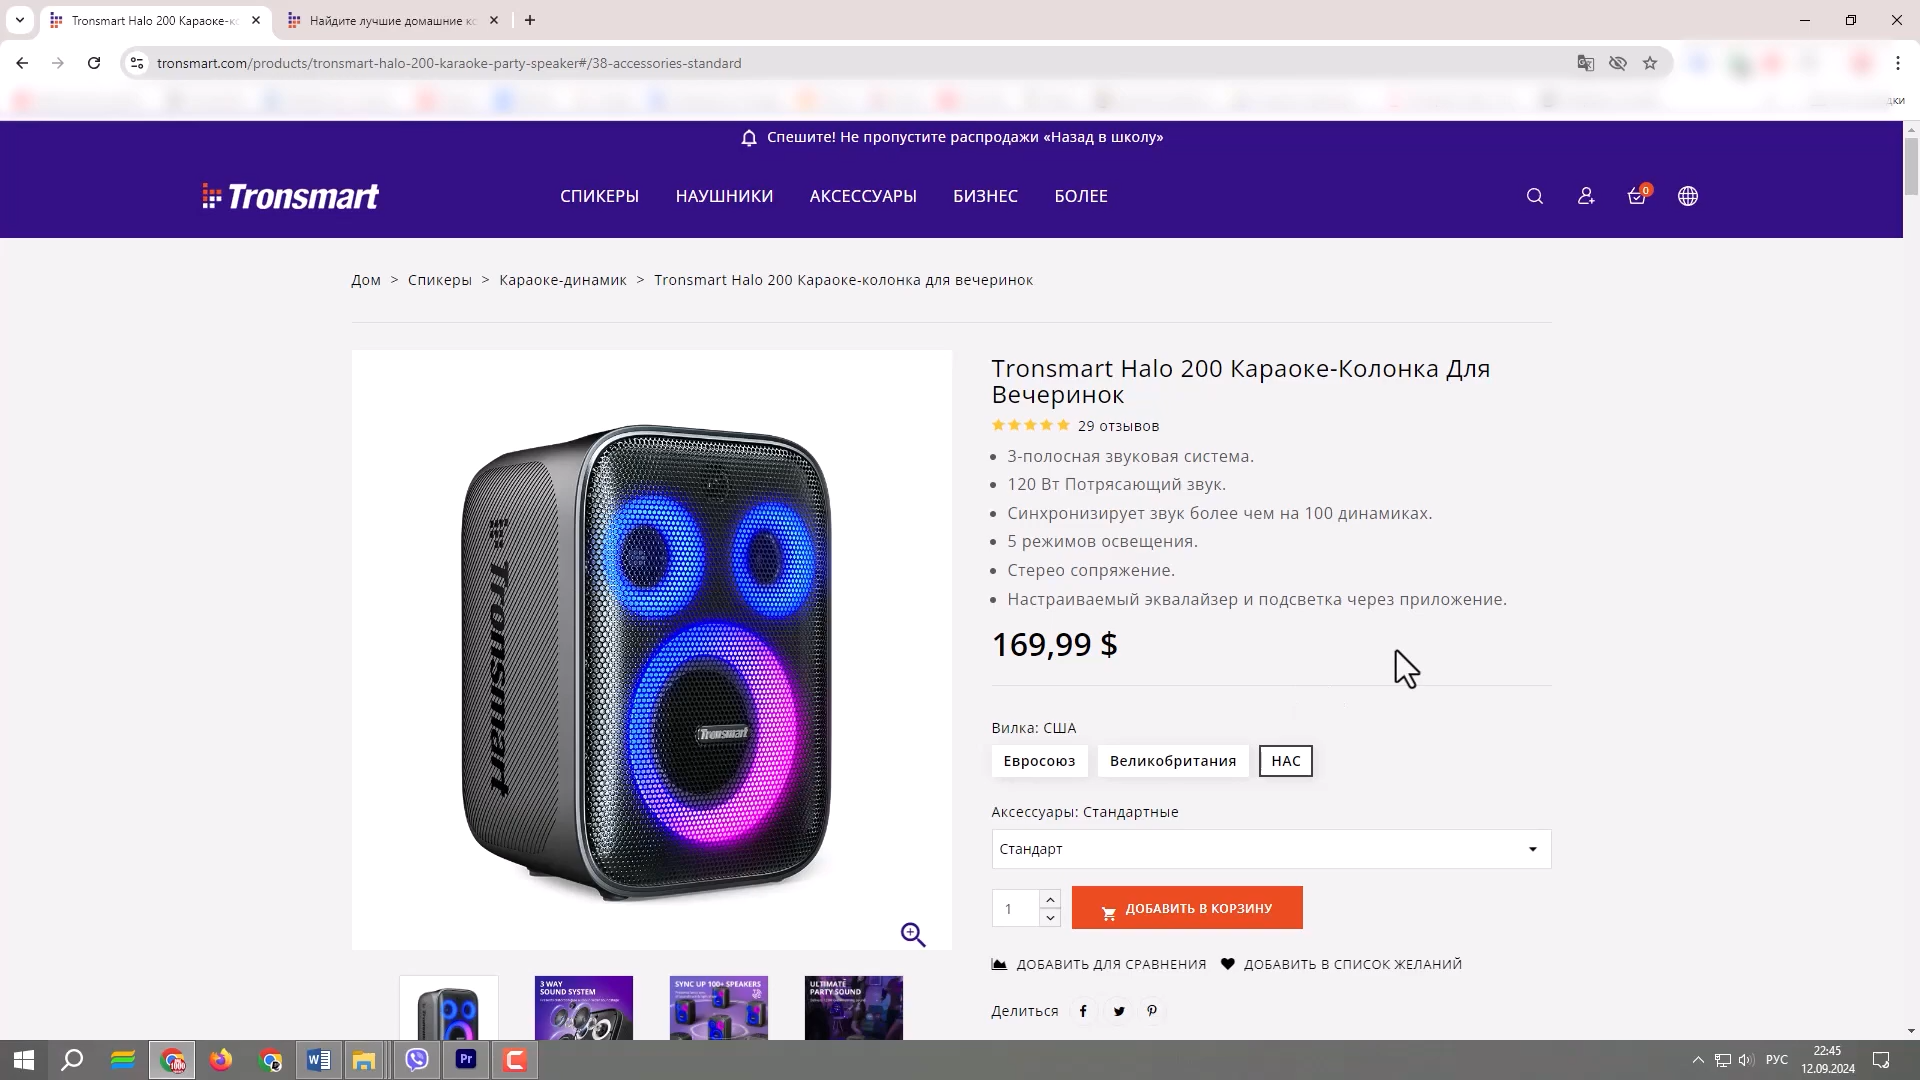 Tronsmart Halo 200 Караоке-ко
Найдите лучшие домашние ко
tronsmart.com/products/tronsmart-halo-200-karaoke-party-speaker#/38-accessories-standard
Спешите! Не пропустите распродажи «Назад в школу»
Tronsmart
СПИКЕРЫ
НАУШНИКИ
АКСЕССУАРЫ
БИЗНЕС
БОЛЕЕ
0
Дом > Спикеры > Караоке-динамик > Tronsmart Halo 200 Караоке-колонка для вечеринок
Tronsmart
Tronsmart
Tronsmart Halo 200 Караоке-Колонка Для
Вечеринок
29 отзывов
3-полосная звуковая система.
120 Вт Потрясающий звук.
Синхронизирует звук более чем на 100 динамиках.
5 режимов освещения.
Стерео сопряжение.
Настраиваемый эквалайзер и подсветка через приложение.
169,99 $
Вилка: США
Евросоюз
Великобритания
НАС
Аксессуары: Стандартные
Стандарт
1
ДОБАВИТЬ В КОРЗИНУ
ДОБАВИТЬ ДЛЯ СРАВНЕНИЯ
ДОБАВИТЬ В СПИСОК ЖЕЛАНИЙ
Делиться
3 WAY
SOUND SYSTEM
SYNC UP 100+ SPEAKERS
ULTIMATE
PARTY SOUND
1000
Pr
РУС
22:45
12.09.2024